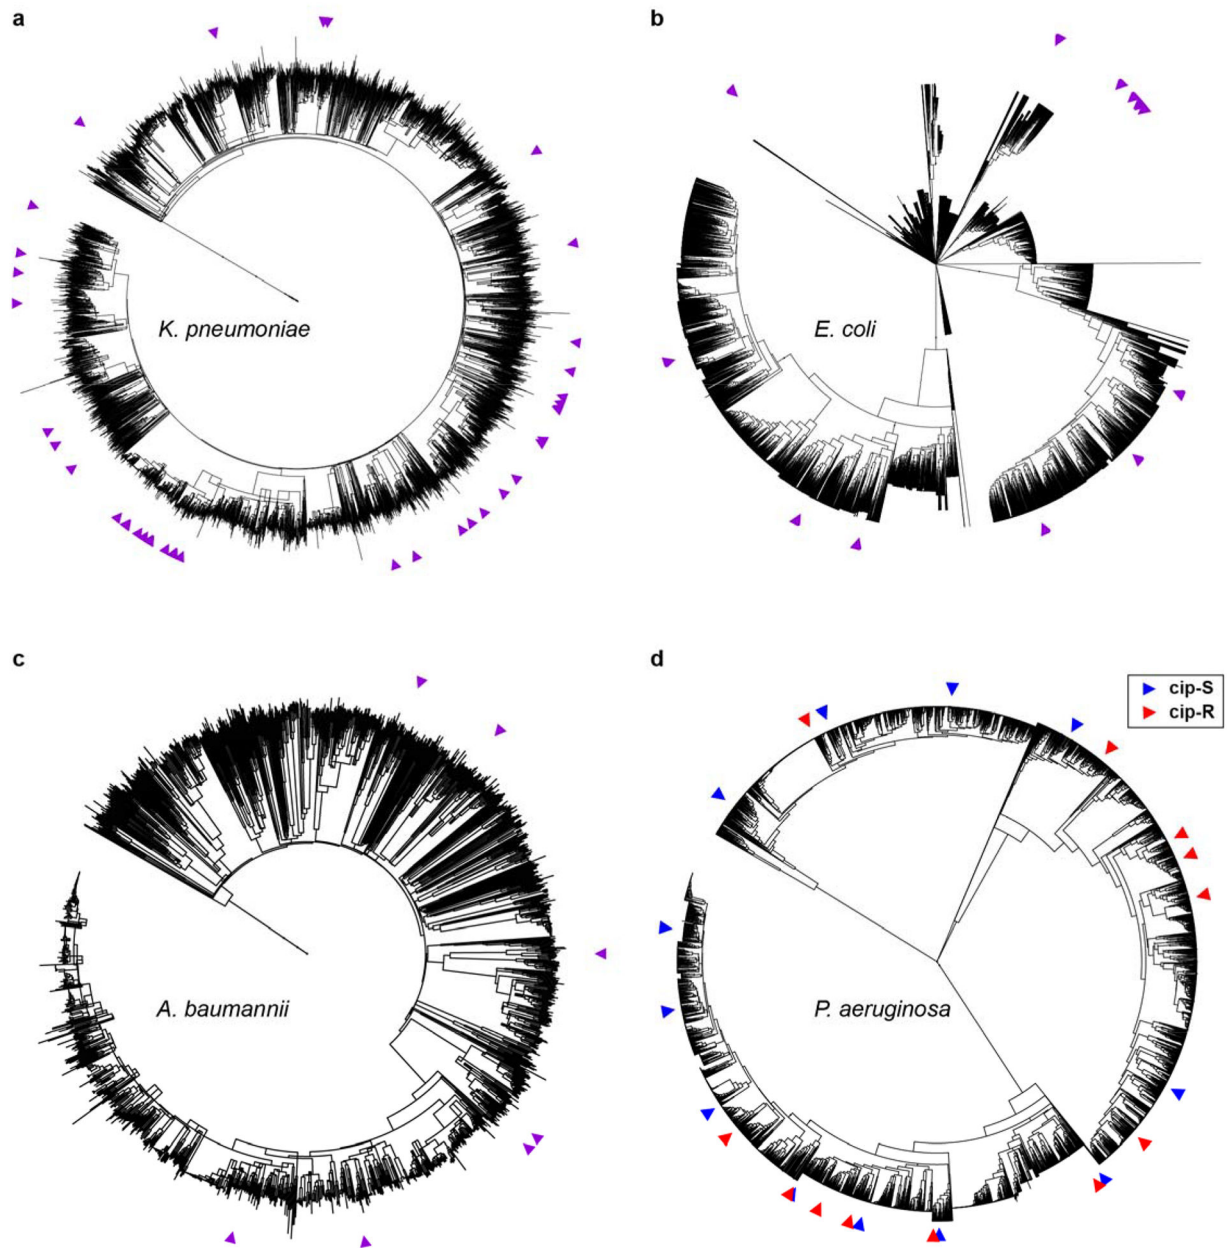 a
b
K. pneumoniae
E. coli
c
d
cip-S
cip-R
A. baumannii
P. aeruginosa